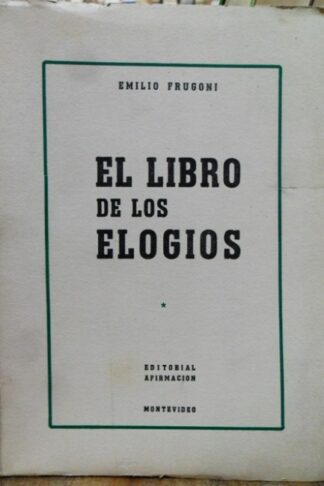 EMILIO FRUGONI
EL LIBRO
DE LOS
ELOGIOS
EDITORIAL
AFIRMACION
MONTEVIDEO